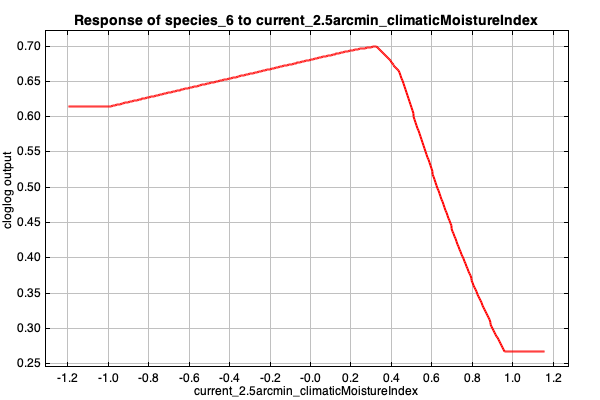 Response of species_6 to current_2.5arcmin_climaticMoistureIndex
cloglog output
0.70
0.65
0.60
0.55
0.50
0.45
0.40
0.35
0.30
0.25
-1.2 -1.0 -0.8 -0.6 -0.4 -0.2 -0.0 0.2 0.4 0.6 0.8 1.0 1.2
current_2.5arcmin_climaticMoistureIndex